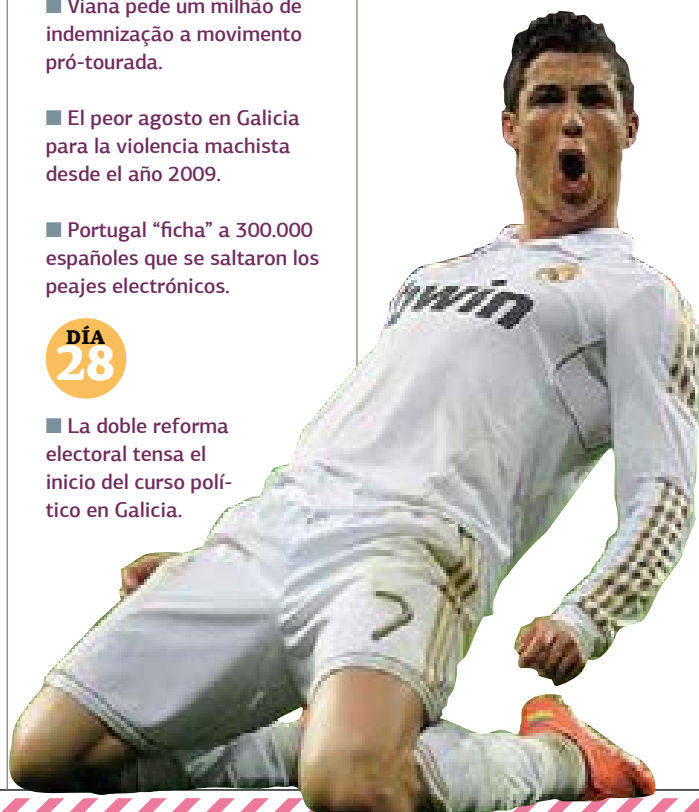 ■ Viana pede um milhão de
indemnização a movimento
pró-tourada.
■ El peor agosto en Galicia
para la violencia machista
desde el año 2009.
■ Portugal “ficha” a 300.000
españoles que se saltaron los
peajes electrónicos.
DÍA
28
■ La doble reforma
electoral tensa el
inicio del curso polí-
tico en Galicia.
bwin
7